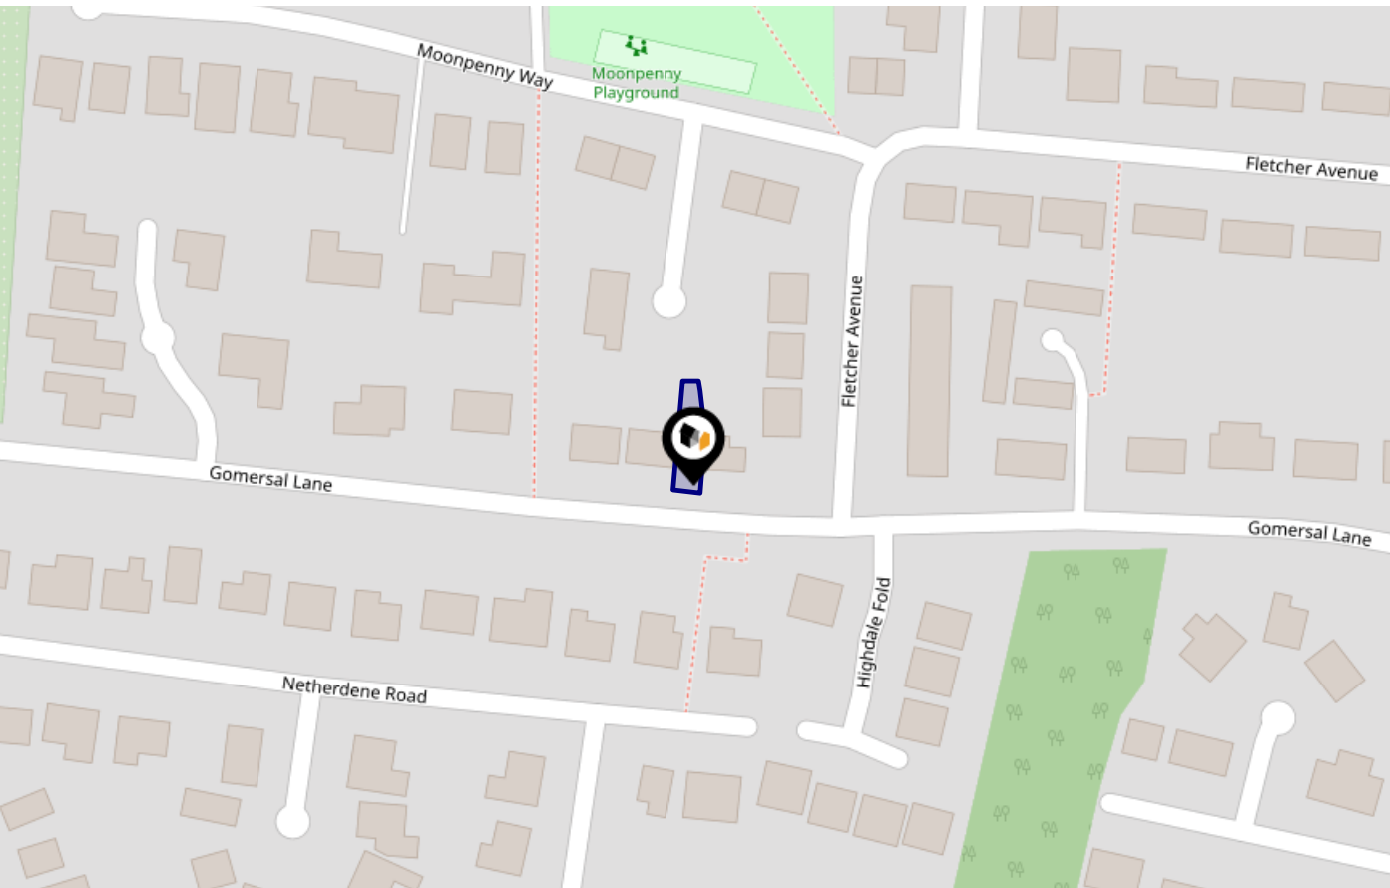 Moonpenny Way
Moonpenny
Playground
Fletcher Avenue
Fletcher Avenue
Gomersal Lane
Gomersal Lane
Highdale Fold
Netherdene Road